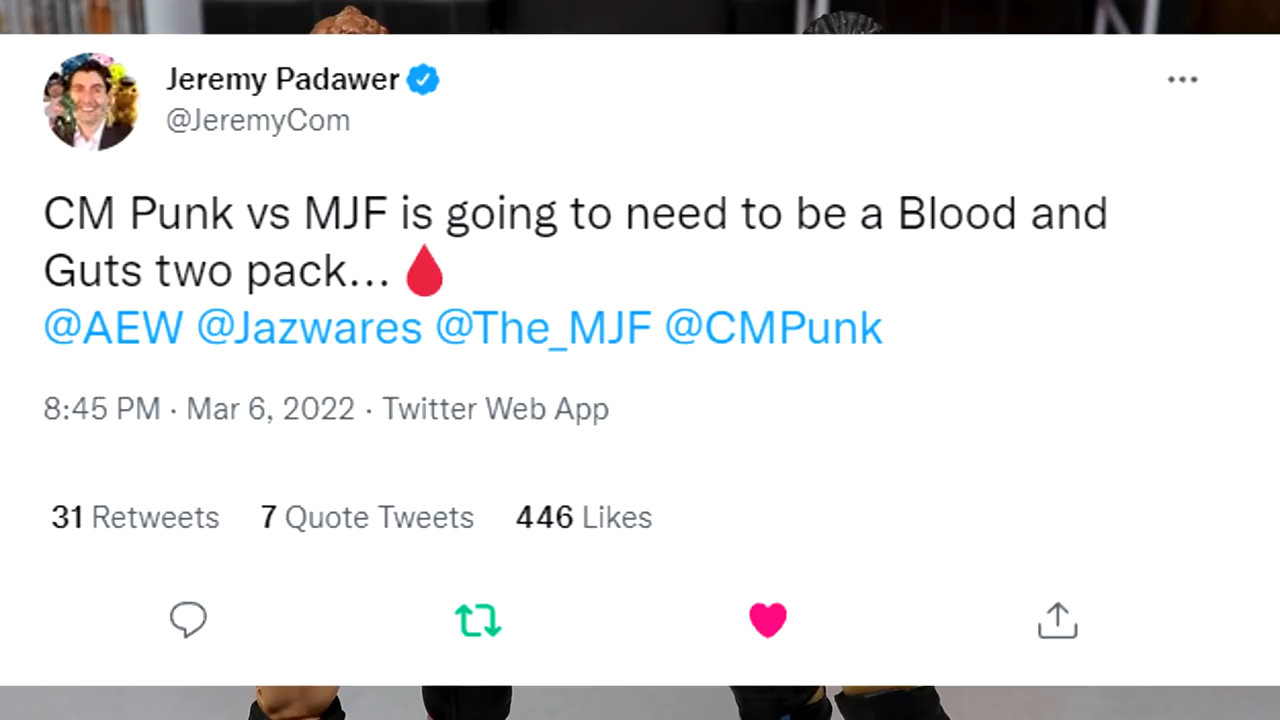 Jeremy Padawer
@JeremyCom
CM Punk vs MJF is going to need to be a Blood and
Guts two pack... 🩸
@AEW @Jazwares @The_MJF @CMPunk
8:45 PM · Mar 6, 2022 · Twitter Web App
31 Retweets 7 Quote Tweets 446 Likes